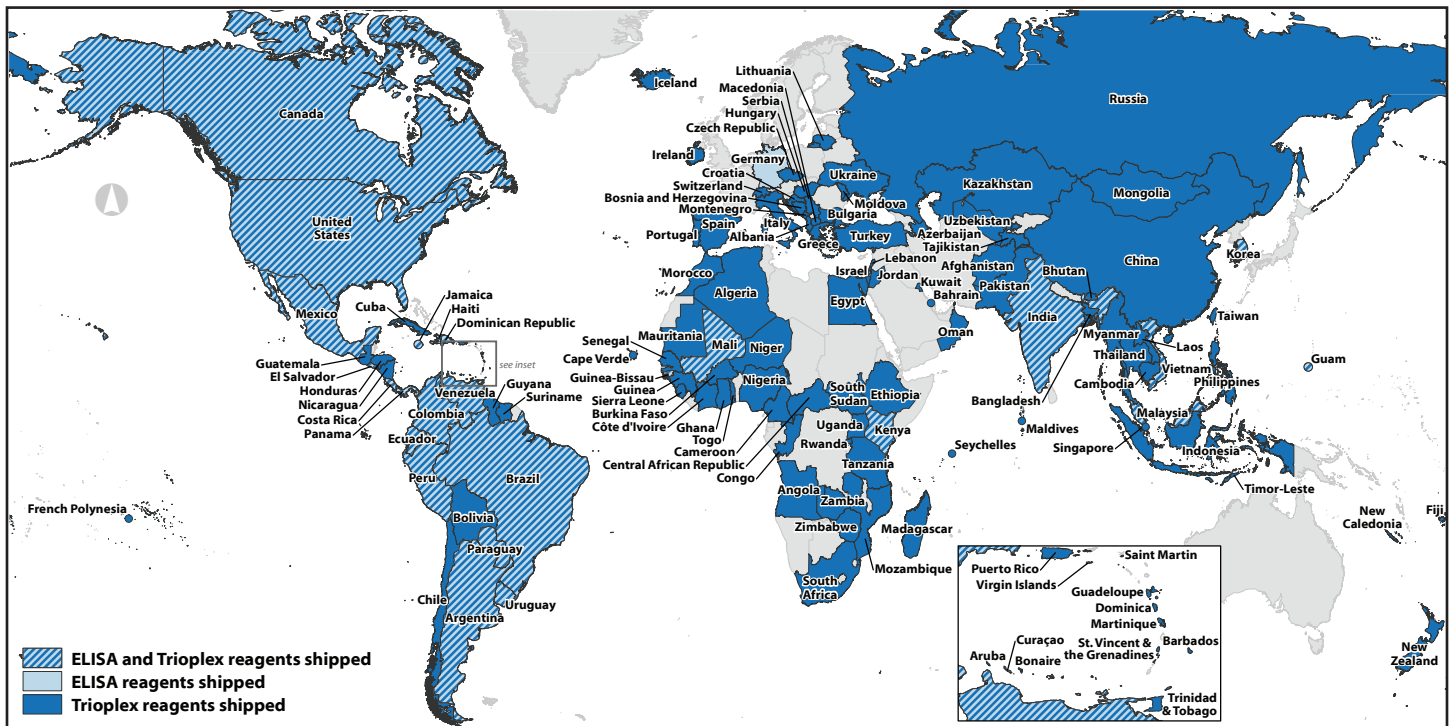 Canada
United
States
Mexico
Cuba
Jamaica
Haiti
Dominican Republic
see inset
Guatemala
El Salvador
Honduras
Nicaragua
Costa Rica
Panama
Venezuela
Guyana
Suriname
Colombia
Ecuador
Peru
Brazil
Bolivia
Paraguay
Chile
Uruguay
Argentina
French Polynesia
Iceland
Ireland
Lithuania
Macedonia
Serbia
Hungary
Czech Republic
Germany
Croatia
Switzerland
Bosnia and Herzegovina
Montenegro
Italy
Spain
Portugal
Albania
Greece
Bulgaria
Moldova
Ukraine
Turkey
Russia
Kazakhstan
Mongolia
Uzbekistan
Azerbaijan
Tajikistan
China
Korea
Lebanon
Israel
Jordan
Afghanistan
Kuwait
Bahrain
Pakistan
Bhutan
India
Oman
Myanmar
Laos
Taiwan
Thailand
Vietnam
Cambodia
Philippines
Guam
Bangladesh
Maldives
Malaysia
Singapore
Indonesia
Timor-Leste
Seychelles
Morocco
Algeria
Egypt
Mauritania
Mali
Niger
Senegal
Cape Verde
Guinea-Bissau
Guinea
Sierra Leone
Burkina Faso
Côte d'Ivoire
Nigeria
Ghana
Togo
Cameroon
Central African Republic
Congo
South
Sudan
Ethiopia
Uganda
Kenya
Rwanda
Tanzania
Angola
Zambia
Zimbabwe
Madagascar
Mozambique
South
Africa
New
Caledonia
Fiji
New
Zealand
Saint Martin
Puerto Rico
Virgin Islands
Guadeloupe
Dominica
Martinique
Curaçao
St. Vincent &
the Grenadines
Barbados
Aruba
Bonaire
Trinidad
& Tobago
ELISA and Trioplex reagents shipped
ELISA reagents shipped
Trioplex reagents shipped